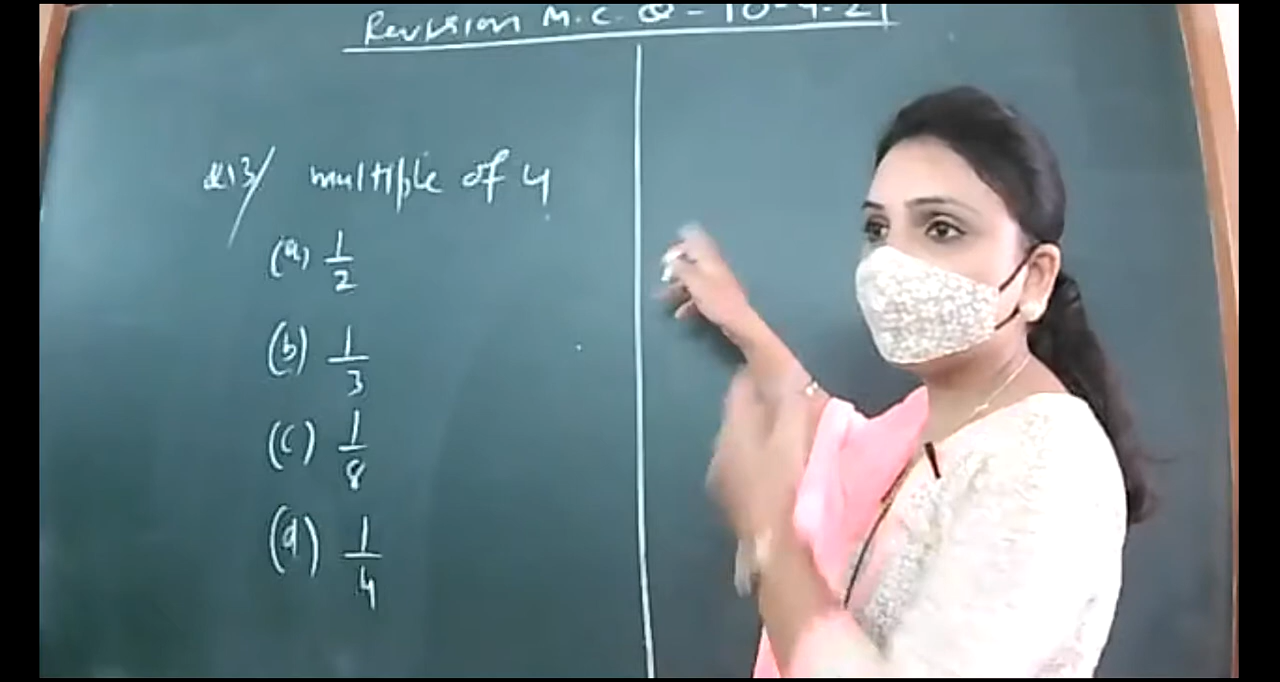 Revision M.C.Q - 10-4-21
Q13/ multiple of 4
(a) 1/2
(b) 1/3
(c) 1/8
(d) 1/4